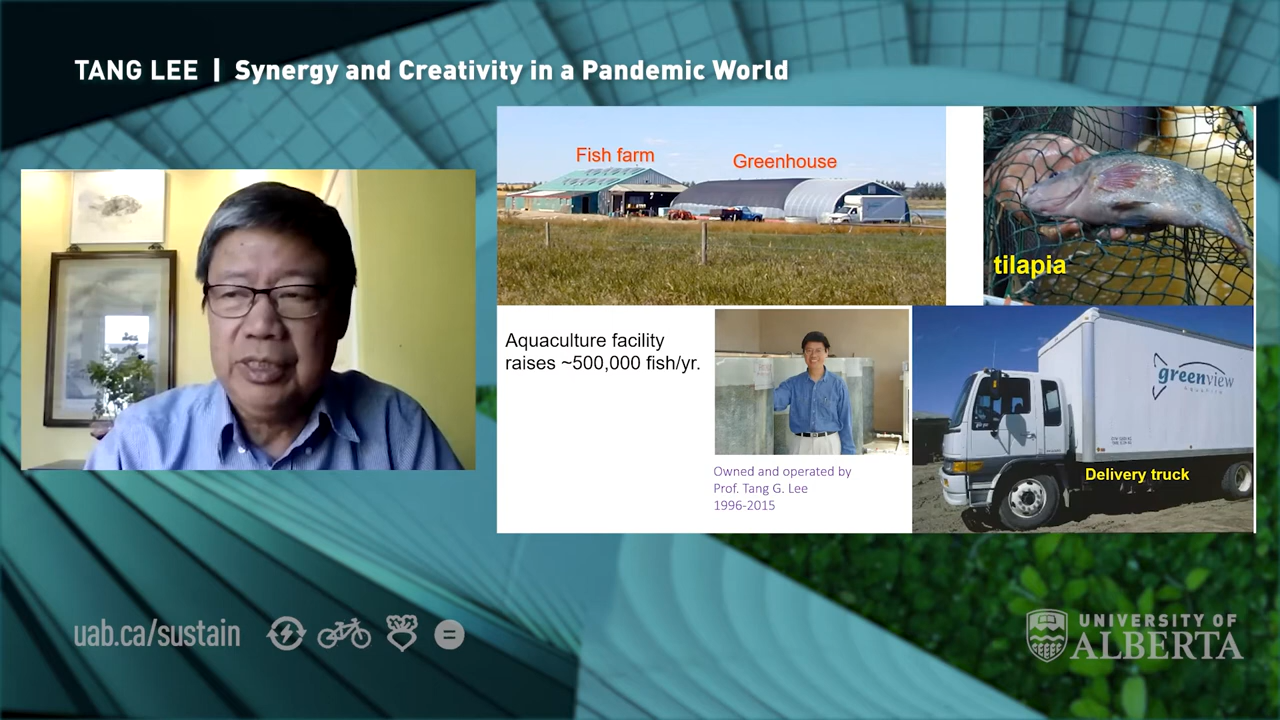 TANG LEE | Synergy and Creativity in a Pandemic World
Fish farm
Greenhouse
tilapia
Aquaculture facility
raises ~500,000 fish/yr.
Owned and operated by
Prof. Tang G. Lee
1996-2015
greenview
Delivery truck
uab.ca/sustain
UNIVERSITY OF
ALBERTA